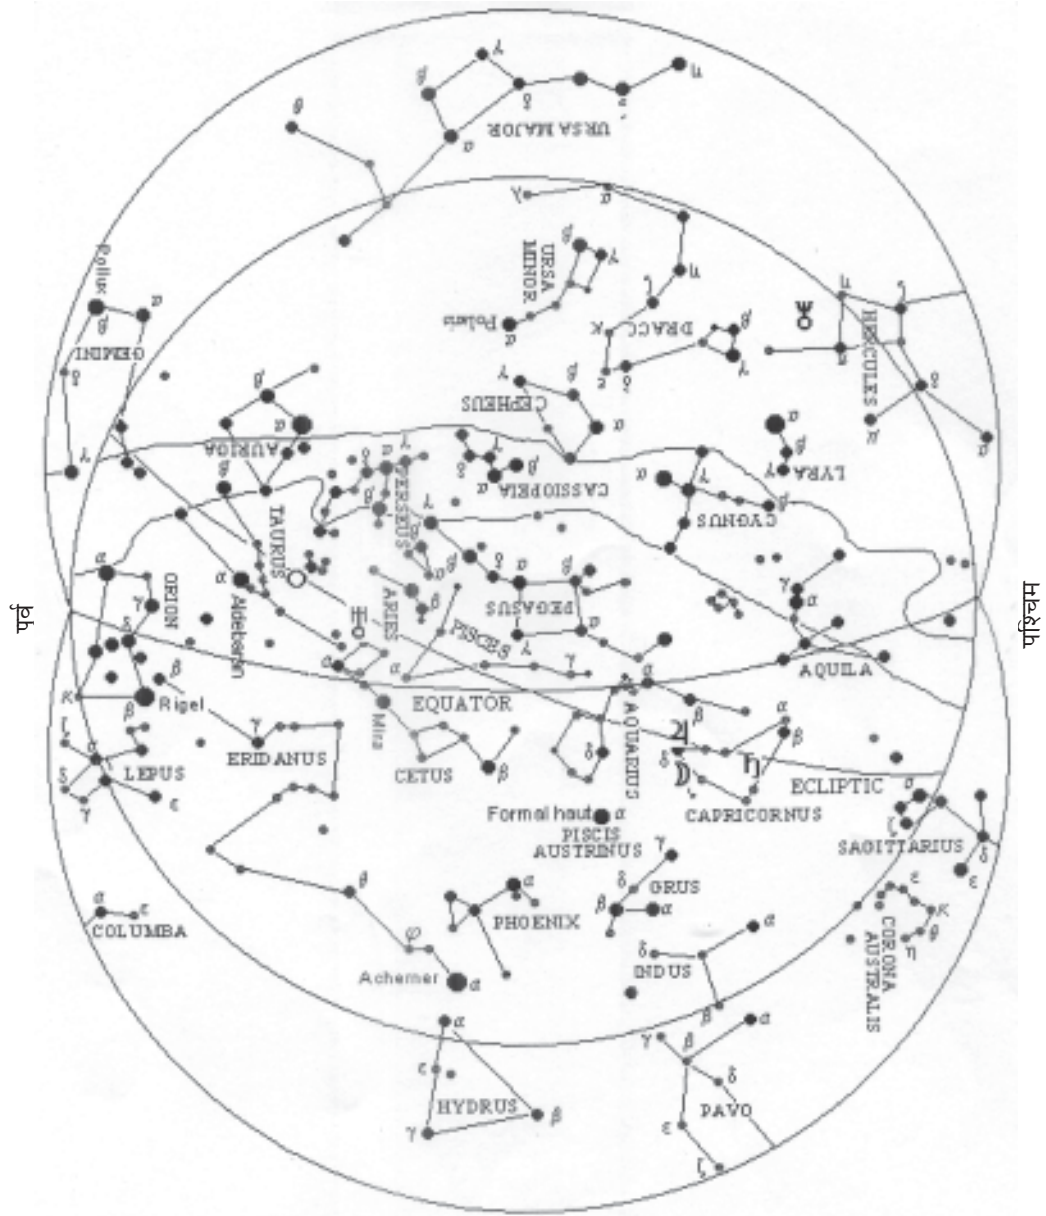 γ
η
β
δ
ε
θ
URSA MAJOR
α
γ
α
β
URSA
MINOR
γ
η
ζ
Pollux
η
ζ
α
β
Polaris
α
κ
DRACO
β
HERCULES
GEMINI
γ
α
δ
ε
δ
γ
β
δ
CEPHEUS
β
α
α
α
μ
α
AURIGA
β
γ
LYRA
γ
δ
α
γ
β
δ
β
α
α
γ
CASSIOPEIA
β
PERSEUS
γ
CYGNUS
β
TAURUS
α
ORION
α
β
α
α
β
γ
γ
ARIES
PEGASUS
α
पूर्व
पश्चिम
δ
Aldebaran
β
PISCES
γ
α
β
α
α
γ
α
AQUILA
κ
β
Rigel
EQUATOR
AQUARIUS
β
α
ζ
γ
Mira
β
α
ERIDANUS
δ
δ
δ
LEPUS
CETUS
β
ECLIPTIC
γ
ε
Formalhaut
α
CAPRICORNUS
σ
PISCIS
AUSTRINUS
ζ
SAGITTARIUS
δ
γ
ε
θ
α
δ
GRUS
ε
α
ε
PHOENIX
β
α
κ
COLUMBA
CORONA
AUSTRALIS
θ
η
φ
α
δ
INDUS
Acherner
α
β
α
α
γ
β
ε
δ
HYDRUS
β
PAVO
γ
ε
ζ